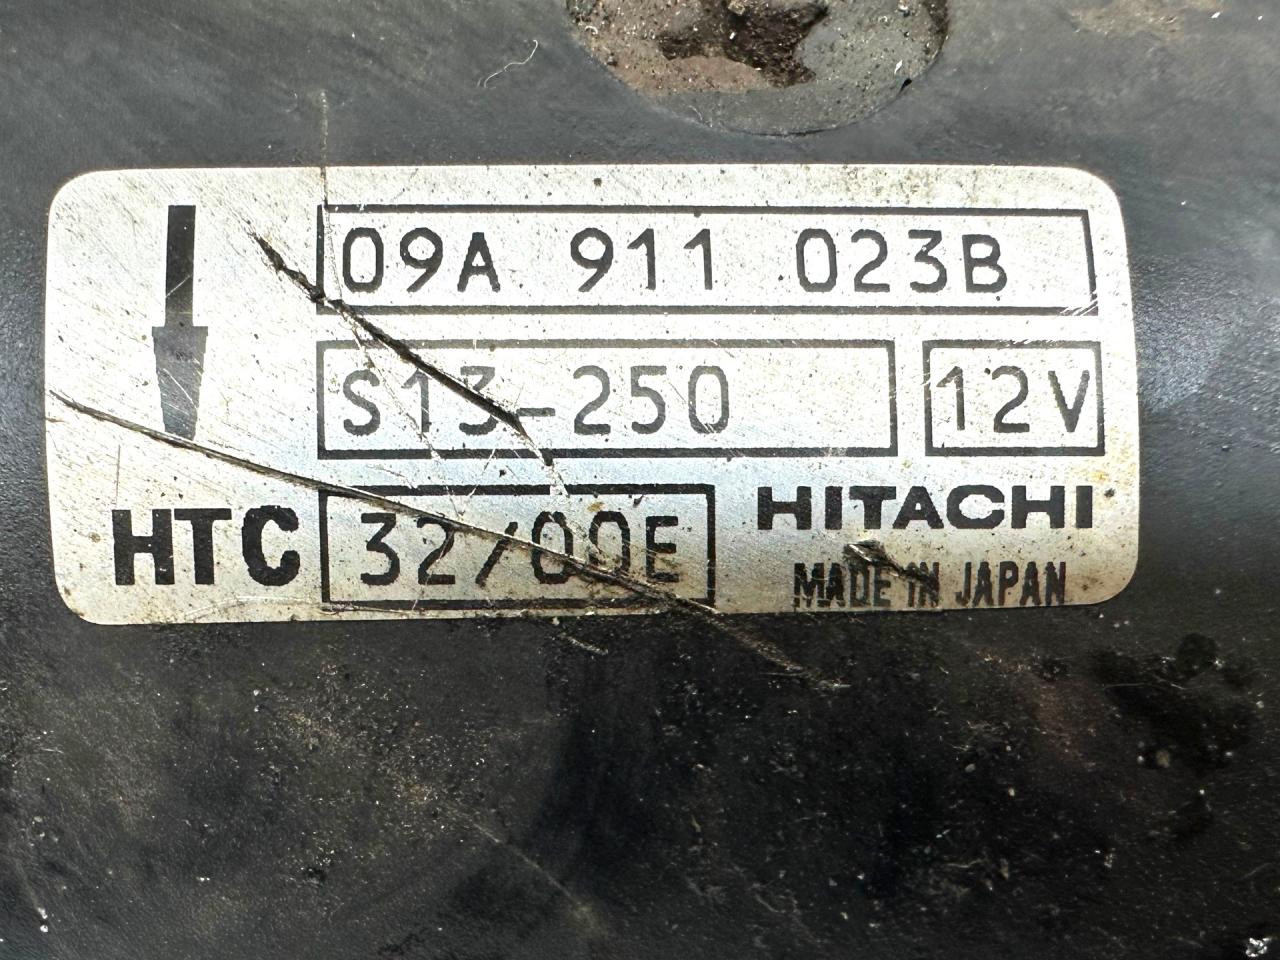 09A 911 023B
S13-250 12V
HTC 32/00E HITACHI
MADE IN JAPAN